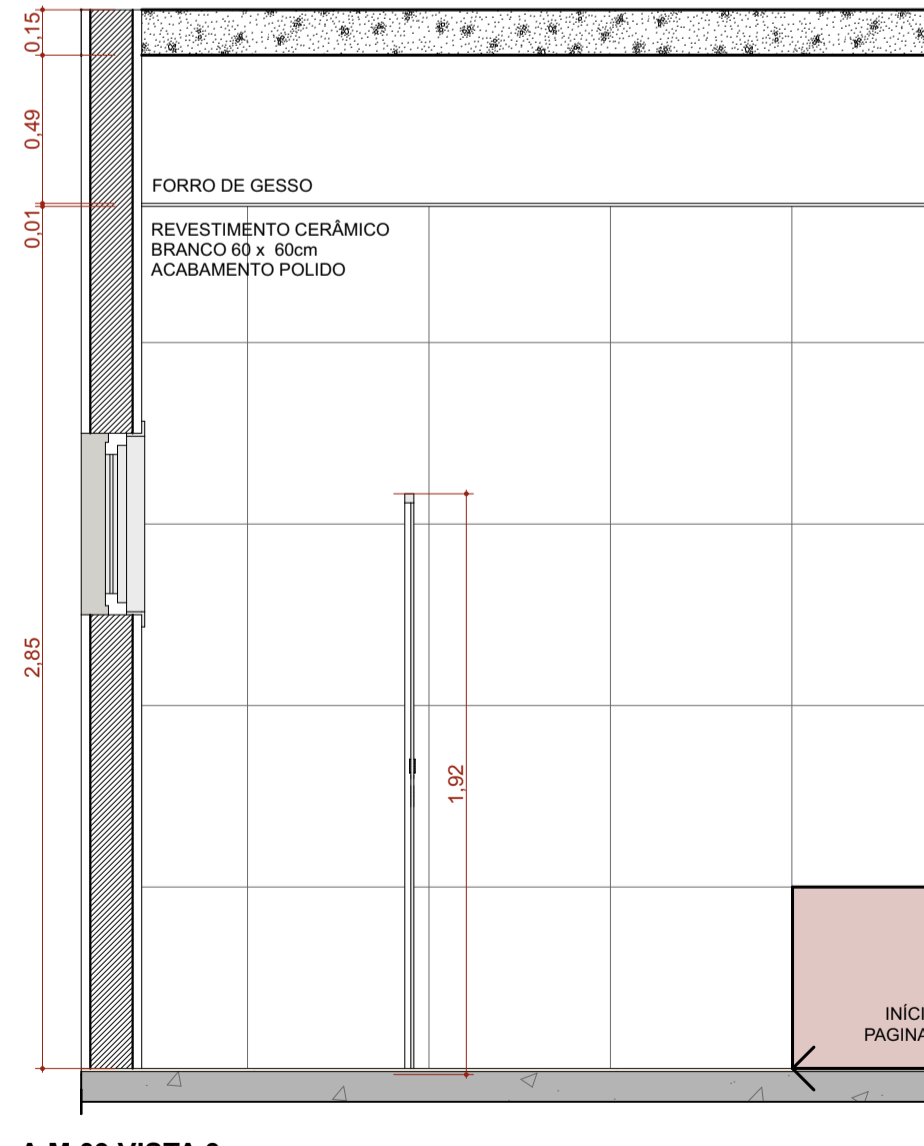 0,15
0,49
FORRO DE GESSO
0,01
REVESTIMENTO CERÂMICO
BRANCO 60 x 60cm
ACABAMENTO POLIDO
2,85
1,92
INÍCI
PAGINA